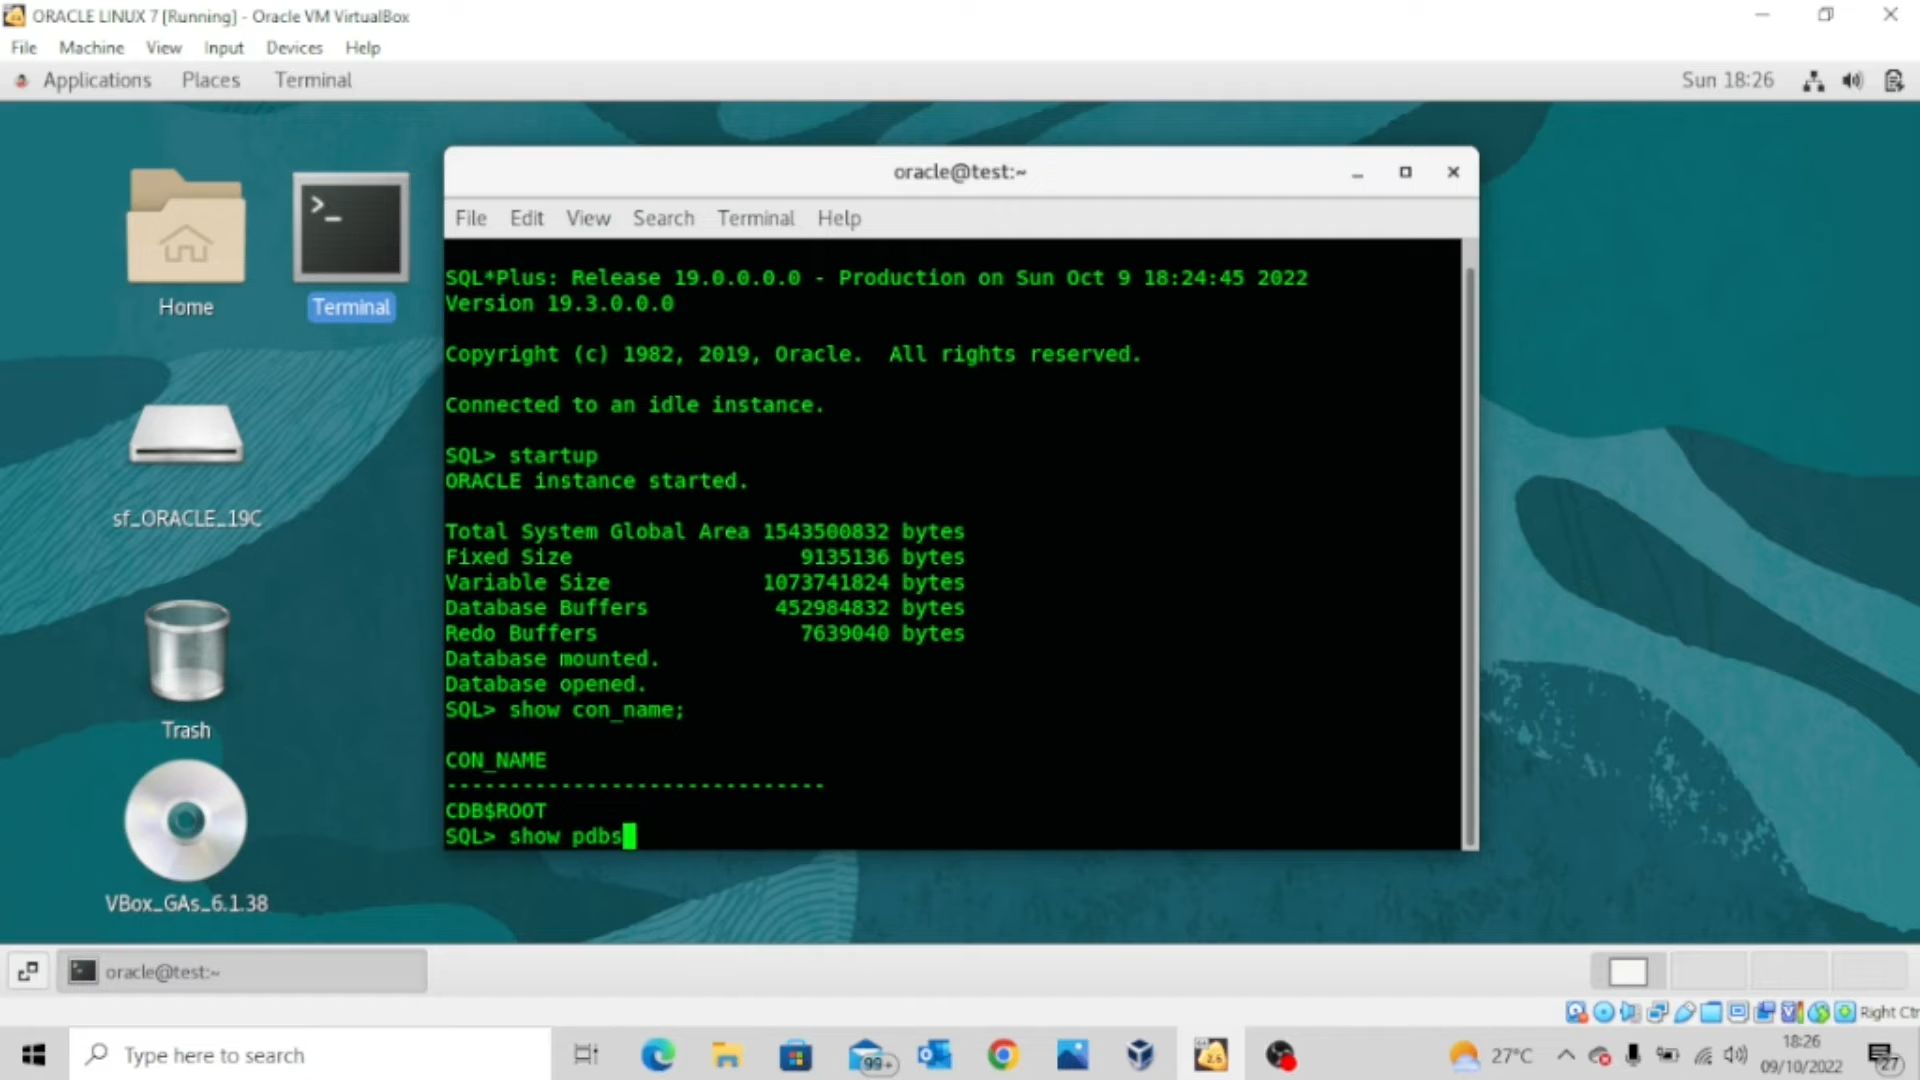 ORACLE LINUX 7 [Running] - Oracle VM VirtualBox
File Machine View Input Devices Help
Applications Places Terminal
Sun 18:26
oracle@test:~
File Edit View Search Terminal Help
Home
Terminal
sf_ORACLE_19C
Trash
VBox_GAs_6.1.38
SQL*Plus: Release 19.0.0.0.0 - Production on Sun Oct 9 18:24:45 2022
Version 19.3.0.0.0
Copyright (c) 1982, 2019, Oracle. All rights reserved.
Connected to an idle instance.
SQL> startup
ORACLE instance started.
Total System Global Area 1543500832 bytes
Fixed Size 9135136 bytes
Variable Size 1073741824 bytes
Database Buffers 452984832 bytes
Redo Buffers 7639040 bytes
Database mounted.
Database opened.
SQL> show con_name;
CON_NAME
------------------------------
CDB$ROOT
SQL> show pdbs
oracle@test:~
Right Ctr
Type here to search
99+
2.6
27°C
18:26
09/10/2022
27